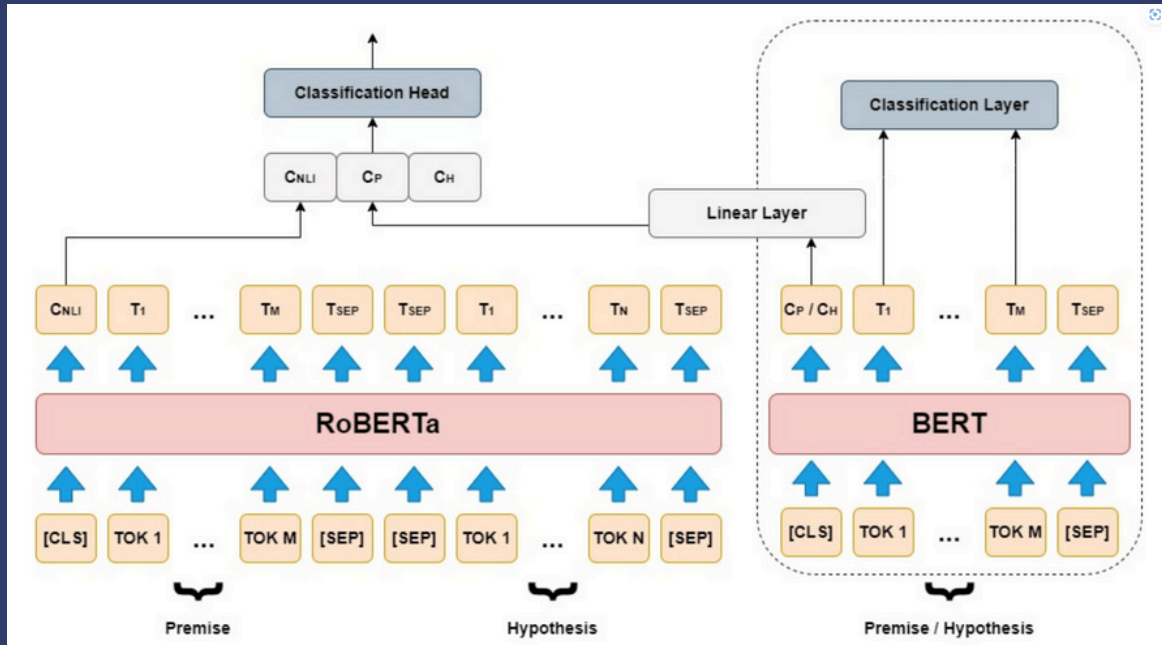 Classification Head
Classification Layer
CNLI CP CH
Linear Layer
CNLI T1 ... TM TSEP TSEP T1 ... TN TSEP
CP / CH T1 ... TM TSEP
RoBERTa
BERT
[CLS] TOK 1 ... TOK M [SEP] [SEP] TOK 1 ... TOK N [SEP]
[CLS] TOK 1 ... TOK M [SEP]
Premise
Hypothesis
Premise / Hypothesis